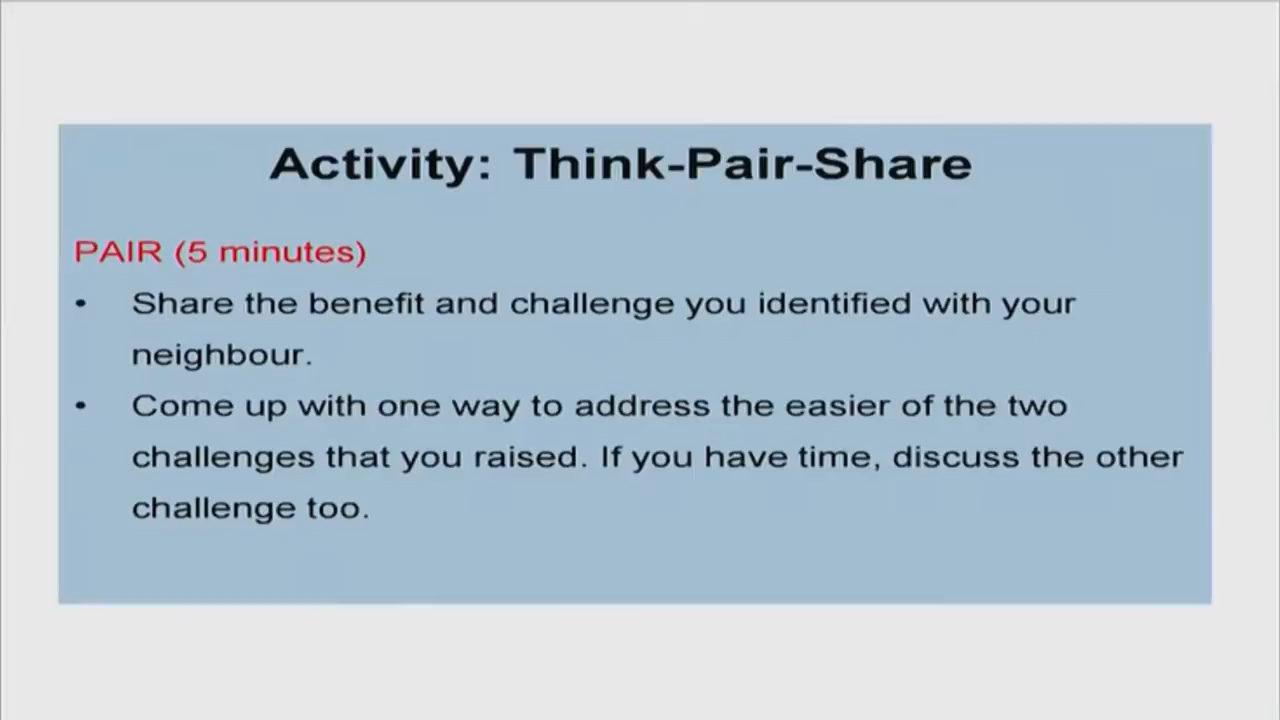 Activity: Think-Pair-Share
PAIR (5 minutes)
• Share the benefit and challenge you identified with your
neighbour.
• Come up with one way to address the easier of the two
challenges that you raised. If you have time, discuss the other
challenge too.